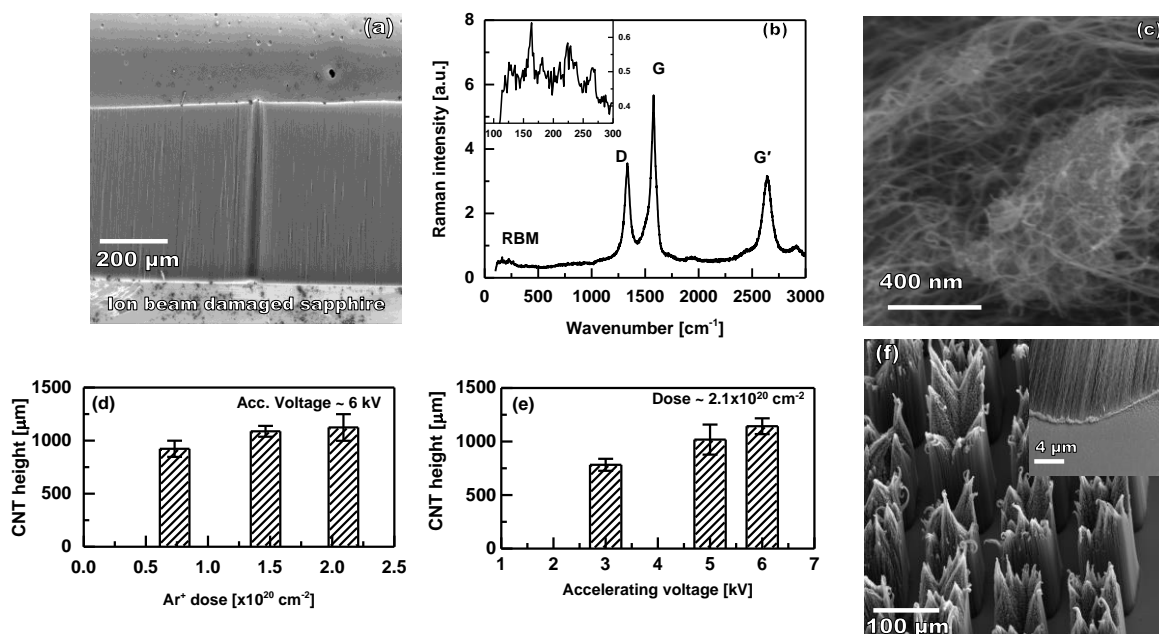 (a)
200 μm
Ion beam damaged sapphire
(b)
Raman intensity [a.u.]
8
6
4
2
0
0.6
0.5
0.4
100 150 200 250 300
G
D
G′
RBM
0 500 1000 1500 2000 2500 3000
Wavenumber [cm⁻¹]
(c)
400 nm
(d)
Acc. Voltage ~ 6 kV
CNT height [μm]
1500
1000
500
0
0.0 0.5 1.0 1.5 2.0 2.5
Ar⁺ dose [x10²⁰ cm⁻²]
(e)
Dose ~ 2.1x10²⁰ cm⁻²
CNT height [μm]
1500
1000
500
0
1 2 3 4 5 6 7
Accelerating voltage [kV]
(f)
4 μm
100 μm